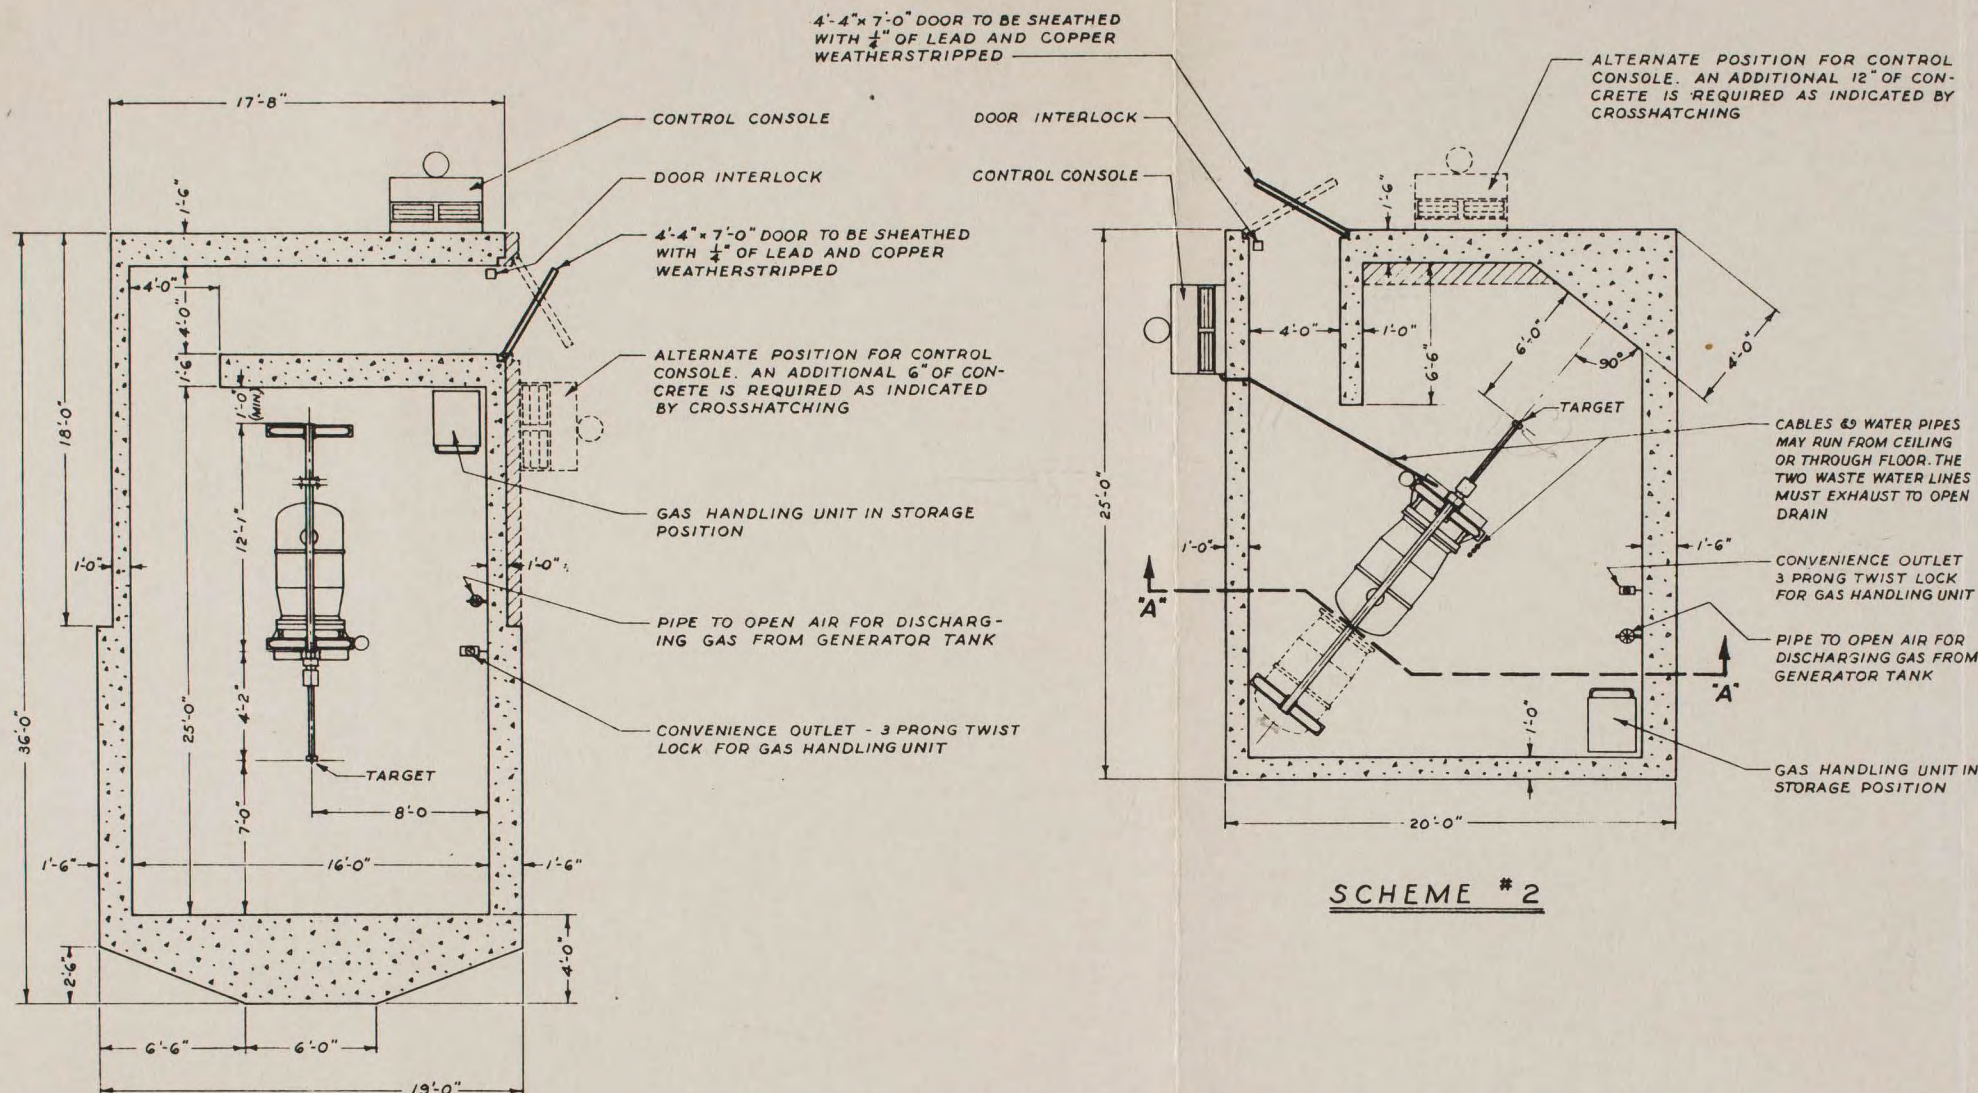 4'-4" x 7'-0" DOOR TO BE SHEATHED
WITH 1/4" OF LEAD AND COPPER
WEATHERSTRIPPED
17'-8"
CONTROL CONSOLE
DOOR INTERLOCK
4'-4" x 7'-0" DOOR TO BE SHEATHED
WITH 1/4" OF LEAD AND COPPER
WEATHERSTRIPPED
1'-6"
4'-0"
4'-0"
1'-6"
1'-0"
(MIN)
ALTERNATE POSITION FOR CONTROL
CONSOLE. AN ADDITIONAL 6" OF CON-
CRETE IS REQUIRED AS INDICATED
BY CROSSHATCHING
18'-0"
12'-1"
GAS HANDLING UNIT IN STORAGE
POSITION
1'-0"
1'-0"
PIPE TO OPEN AIR FOR DISCHARG-
ING GAS FROM GENERATOR TANK
36'-0"
25'-0"
4'-2"
CONVENIENCE OUTLET - 3 PRONG TWIST
LOCK FOR GAS HANDLING UNIT
TARGET
7'-0"
8'-0
1'-6"
16'-0"
1'-6"
2'-6"
4'-0"
6'-6"
6'-0"
19'-0"
DOOR INTERLOCK
CONTROL CONSOLE
ALTERNATE POSITION FOR CONTROL
CONSOLE. AN ADDITIONAL 12" OF CON-
CRETE IS REQUIRED AS INDICATED BY
CROSSHATCHING
1'-6"
4'-0"
1'-0"
6'-6"
6'-0"
90°
4'-0"
TARGET
CABLES & WATER PIPES
MAY RUN FROM CEILING
OR THROUGH FLOOR. THE
TWO WASTE WATER LINES
MUST EXHAUST TO OPEN
DRAIN
25'-0"
1'-0"
1'-6"
CONVENIENCE OUTLET
3 PRONG TWIST LOCK
FOR GAS HANDLING UNIT
"A"
PIPE TO OPEN AIR FOR
DISCHARGING GAS FROM
GENERATOR TANK
"A"
1'-0"
GAS HANDLING UNIT IN
STORAGE POSITION
20'-0"
SCHEME #2